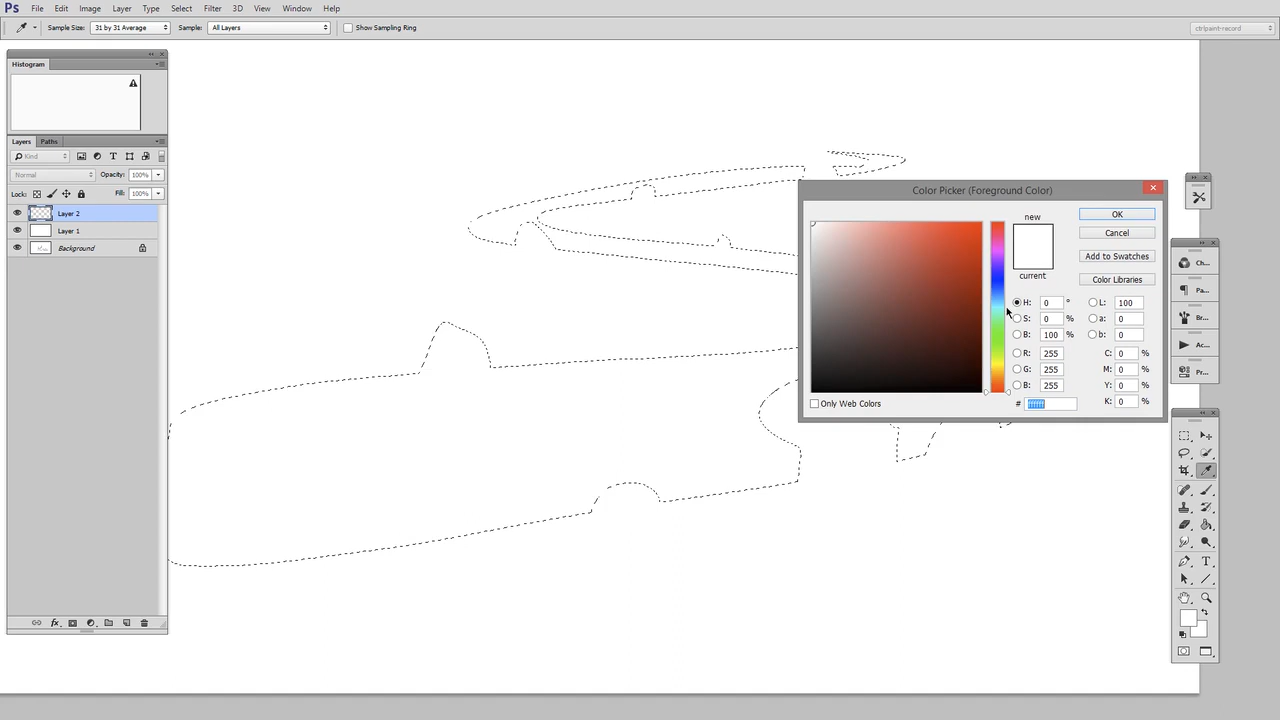 Ps File Edit Image Layer Type Select Filter 3D View Window Help
Sample Size: 31 by 31 Average Sample: All Layers Show Sampling Ring ctrlpaint-record
Histogram
Layers Paths
Kind
Normal Opacity: 100%
Lock: Fill: 100%
Layer 2
Layer 1
Background
fx
Color Picker (Foreground Color)
new
current
OK
Cancel
Add to Swatches
Color Libraries
H: 0 ° L: 100
S: 0 % a: 0
B: 100 % b: 0
R: 255 C: 0 %
G: 255 M: 0 %
B: 255 Y: 0 %
# ffffff K: 0 %
Only Web Colors
Ch...
Pa...
Br...
Ac...
Pr...